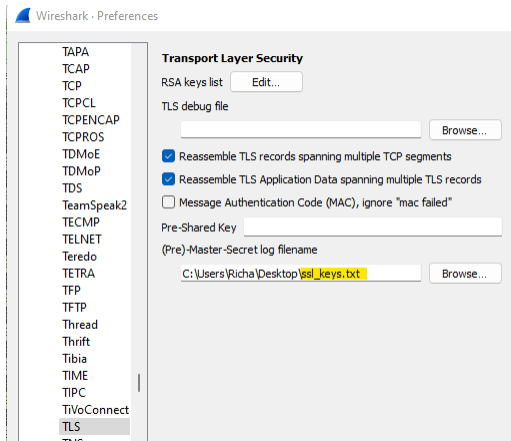 Wireshark · Preferences
TAPA
TCAP
TCP
TCPCL
TCPENCAP
TCPROS
TDMoE
TDMoP
TDS
TeamSpeak2
TECMP
TELNET
Teredo
TETRA
TFP
TFTP
Thread
Thrift
Tibia
TIME
TIPC
TiVoConnect
TLS
Transport Layer Security
RSA keys list Edit...
TLS debug file
Browse...
Reassemble TLS records spanning multiple TCP segments
Reassemble TLS Application Data spanning multiple TLS records
Message Authentication Code (MAC), ignore "mac failed"
Pre-Shared Key
(Pre)-Master-Secret log filename
C:\Users\Richa\Desktop\ssl_keys.txt Browse...